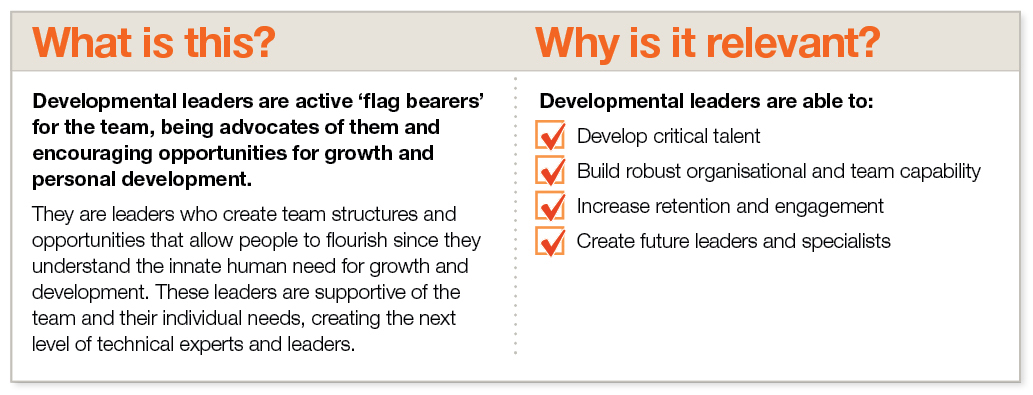 What is this?
Developmental leaders are active ‘flag bearers’
for the team, being advocates of them and
encouraging opportunities for growth and
personal development.
They are leaders who create team structures and
opportunities that allow people to flourish since they
understand the innate human need for growth and
development. These leaders are supportive of the
team and their individual needs, creating the next
level of technical experts and leaders.
Why is it relevant?
Developmental leaders are able to:
Develop critical talent
Build robust organisational and team capability
Increase retention and engagement
Create future leaders and specialists